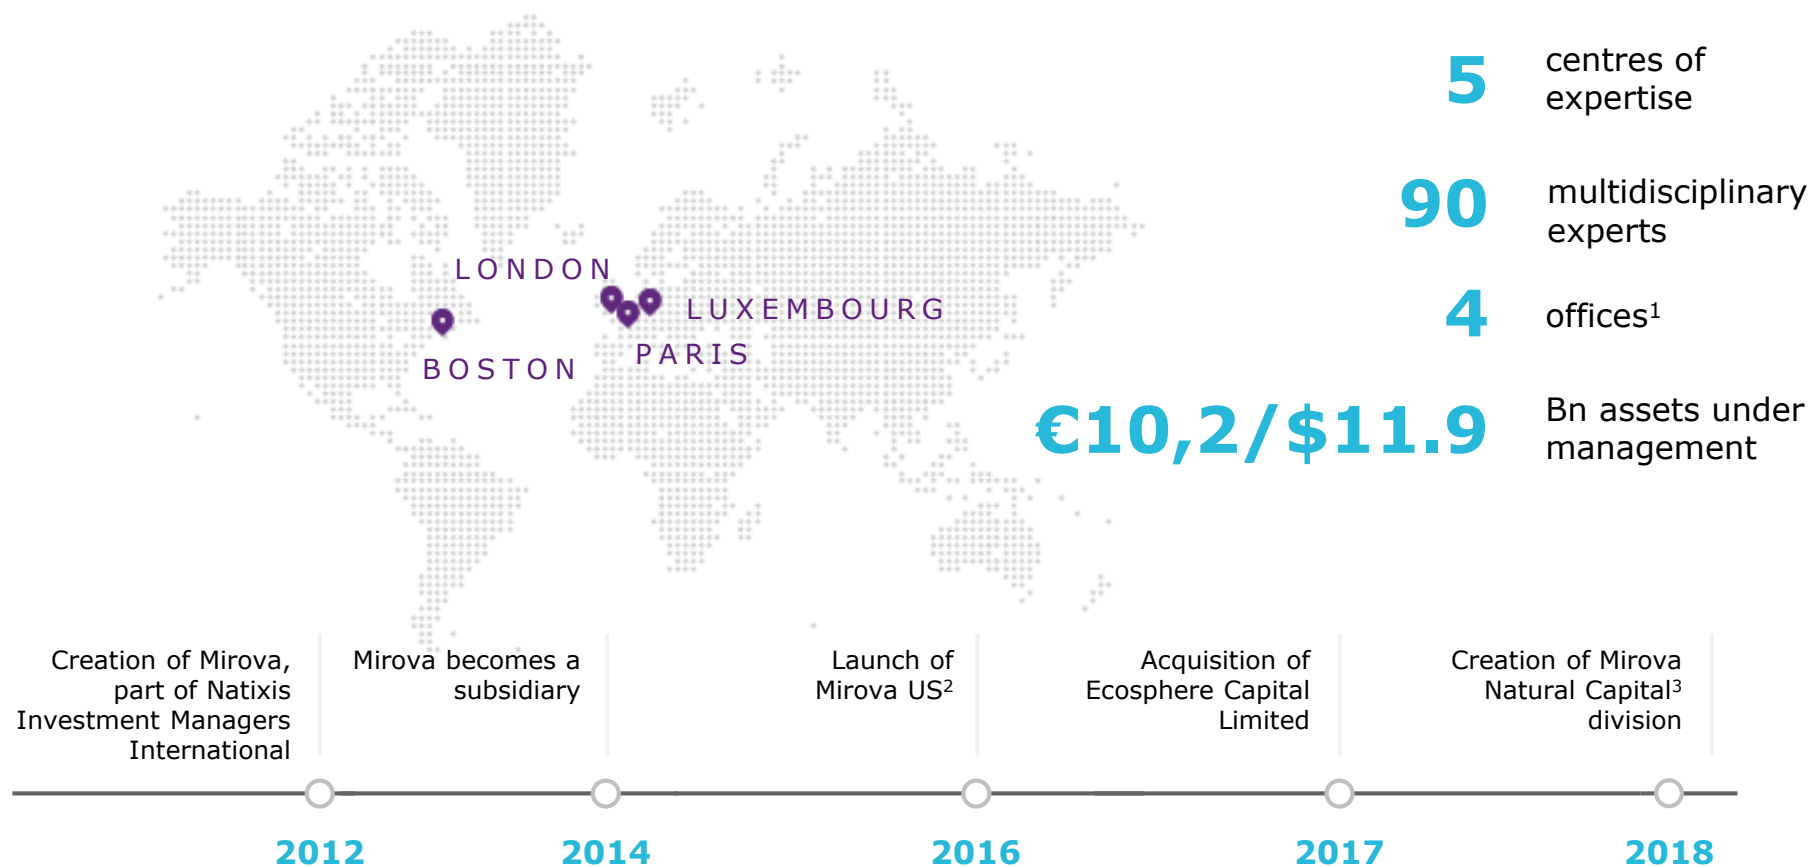 5
centres of
expertise
90
multidisciplinary
experts
LONDON
LUXEMBOURG
4
offices¹
PARIS
BOSTON
€10,2/$11.9
Bn assets under
management
Creation of Mirova,
part of Natixis
Investment Managers
International
Mirova becomes a
subsidiary
Launch of
Mirova US²
Acquisition of
Ecosphere Capital
Limited
Creation of Mirova
Natural Capital³
division
2012
2014
2016
2017
2018